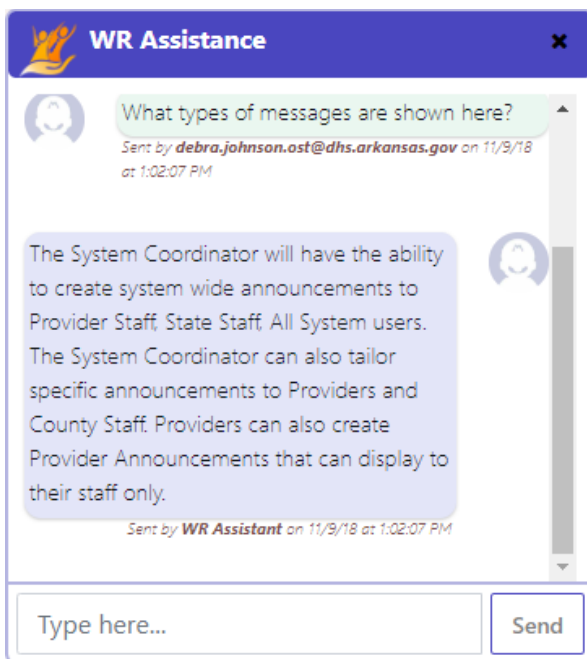 WR Assistance
What types of messages are shown here?
Sent by debra.johnson.ost@dhs.arkansas.gov on 11/9/18
at 1:02:07 PM
The System Coordinator will have the ability
to create system wide announcements to
Provider Staff, State Staff, All System users.
The System Coordinator can also tailor
specific announcements to Providers and
County Staff. Providers can also create
Provider Announcements that can display to
their staff only.
Sent by WR Assistant on 11/9/18 at 1:02:07 PM
Type here...
Send